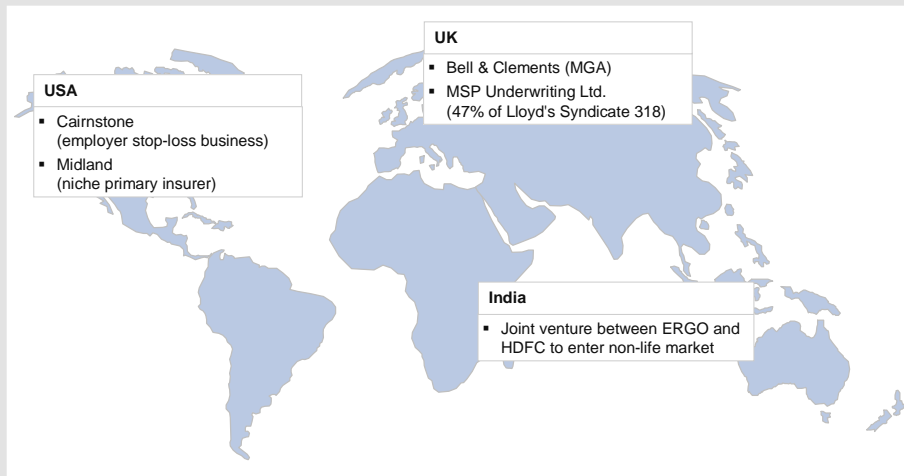 USA
▪ Cairnstone
(employer stop-loss business)
▪ Midland
(niche primary insurer)
UK
▪ Bell & Clements (MGA)
▪ MSP Underwriting Ltd.
(47% of Lloyd's Syndicate 318)
India
▪ Joint venture between ERGO and
HDFC to enter non-life market